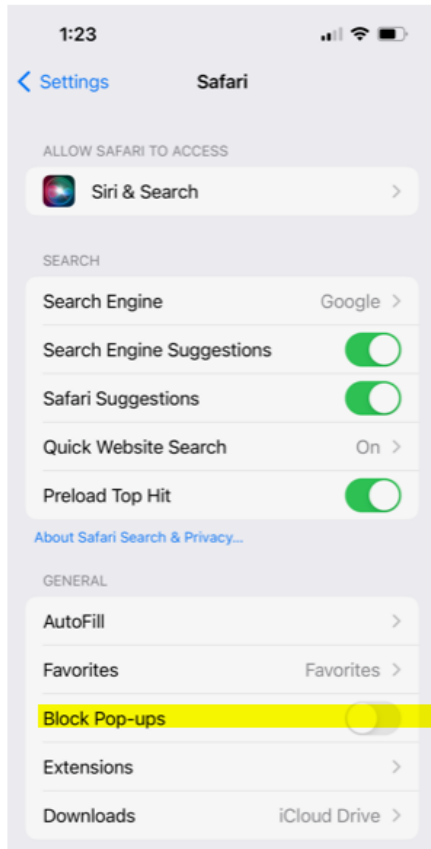 1:23
Settings Safari
ALLOW SAFARI TO ACCESS
Siri & Search
SEARCH
Search Engine Google
Search Engine Suggestions
Safari Suggestions
Quick Website Search On
Preload Top Hit
About Safari Search & Privacy...
GENERAL
AutoFill
Favorites Favorites
Block Pop-ups
Extensions
Downloads iCloud Drive